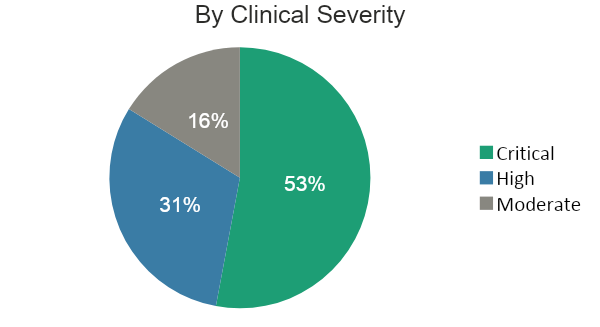 By Clinical Severity
16%
53%
31%
Critical
High
Moderate